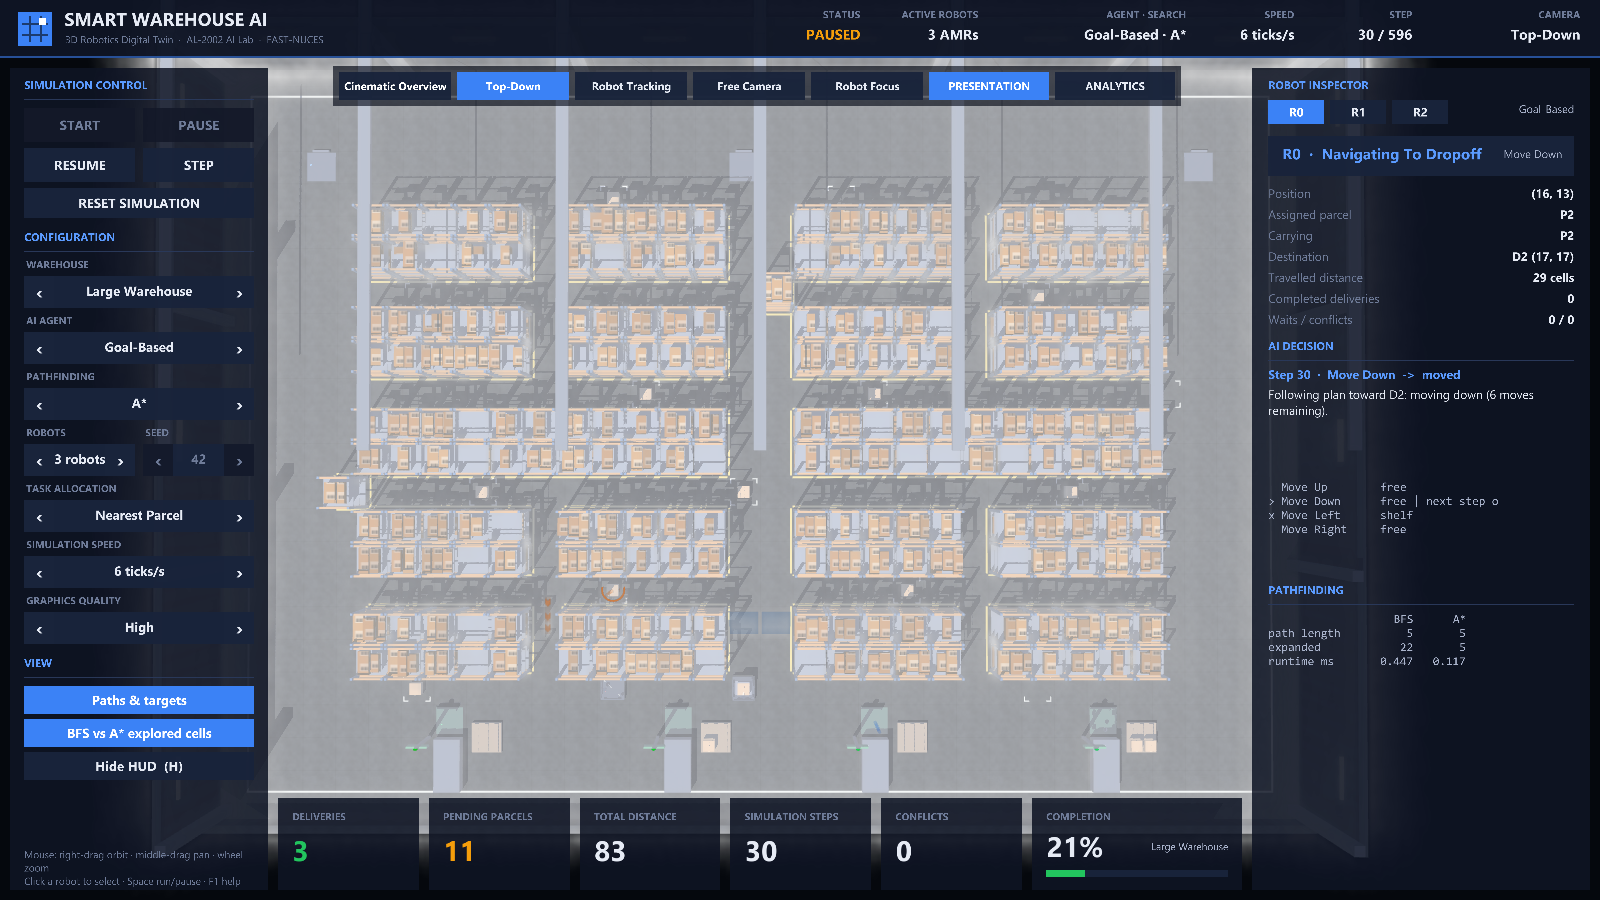 SMART WAREHOUSE AI
3D Robotics Digital Twin · AL-2002 AI Lab · FAST-NUCES
STATUS
PAUSED
ACTIVE ROBOTS
3 AMRs
AGENT · SEARCH
Goal-Based · A*
SPEED
6 ticks/s
STEP
30 / 596
CAMERA
Top-Down
Cinematic Overview
Top-Down
Robot Tracking
Free Camera
Robot Focus
PRESENTATION
ANALYTICS
SIMULATION CONTROL
START
PAUSE
RESUME
STEP
RESET SIMULATION
CONFIGURATION
WAREHOUSE
‹ Large Warehouse ›
AI AGENT
‹ Goal-Based ›
PATHFINDING
‹ A* ›
ROBOTS SEED
‹ 3 robots › ‹ 42 ›
TASK ALLOCATION
‹ Nearest Parcel ›
SIMULATION SPEED
‹ 6 ticks/s ›
GRAPHICS QUALITY
‹ High ›
VIEW
Paths & targets
BFS vs A* explored cells
Hide HUD (H)
Mouse: right-drag orbit · middle-drag pan · wheel
zoom
Click a robot to select · Space run/pause · F1 help
DELIVERIES
3
PENDING PARCELS
11
TOTAL DISTANCE
83
SIMULATION STEPS
30
CONFLICTS
0
COMPLETION
21% Large Warehouse
ROBOT INSPECTOR
R0 R1 R2 Goal Based
R0 · Navigating To Dropoff Move Down
Position (16, 13)
Assigned parcel P2
Carrying P2
Destination D2 (17, 17)
Travelled distance 29 cells
Completed deliveries 0
Waits / conflicts 0 / 0
AI DECISION
Step 30 · Move Down -> moved
Following plan toward D2: moving down (6 moves
remaining).
Move Up free
> Move Down free | next step o
x Move Left shelf
Move Right free
PATHFINDING
BFS A*
path length 5 5
expanded 22 5
runtime ms 0.447 0.117